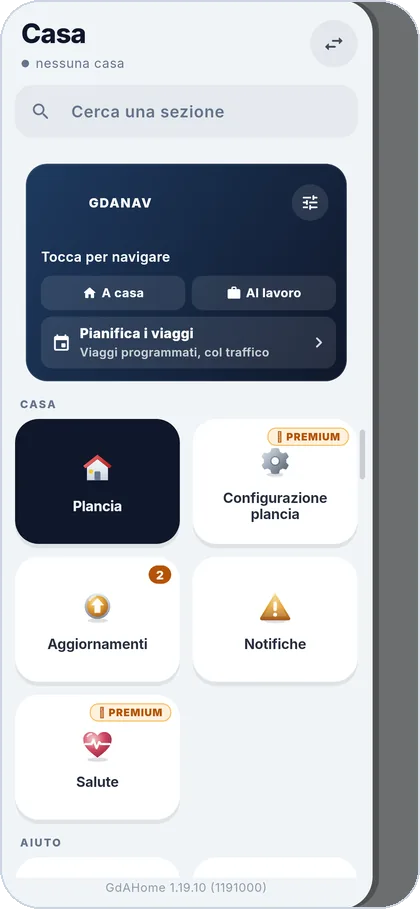 Casa
nessuna casa
Cerca una sezione
GDANAV
Tocca per navigare
A casa
Al lavoro
Pianifica i viaggi
Viaggi programmati, col traffico
CASA
Plancia
PREMIUM
Configurazione
plancia
2
Aggiornamenti
Notifiche
PREMIUM
Salute
AIUTO
GdAHome 1.19.10 (1191000)